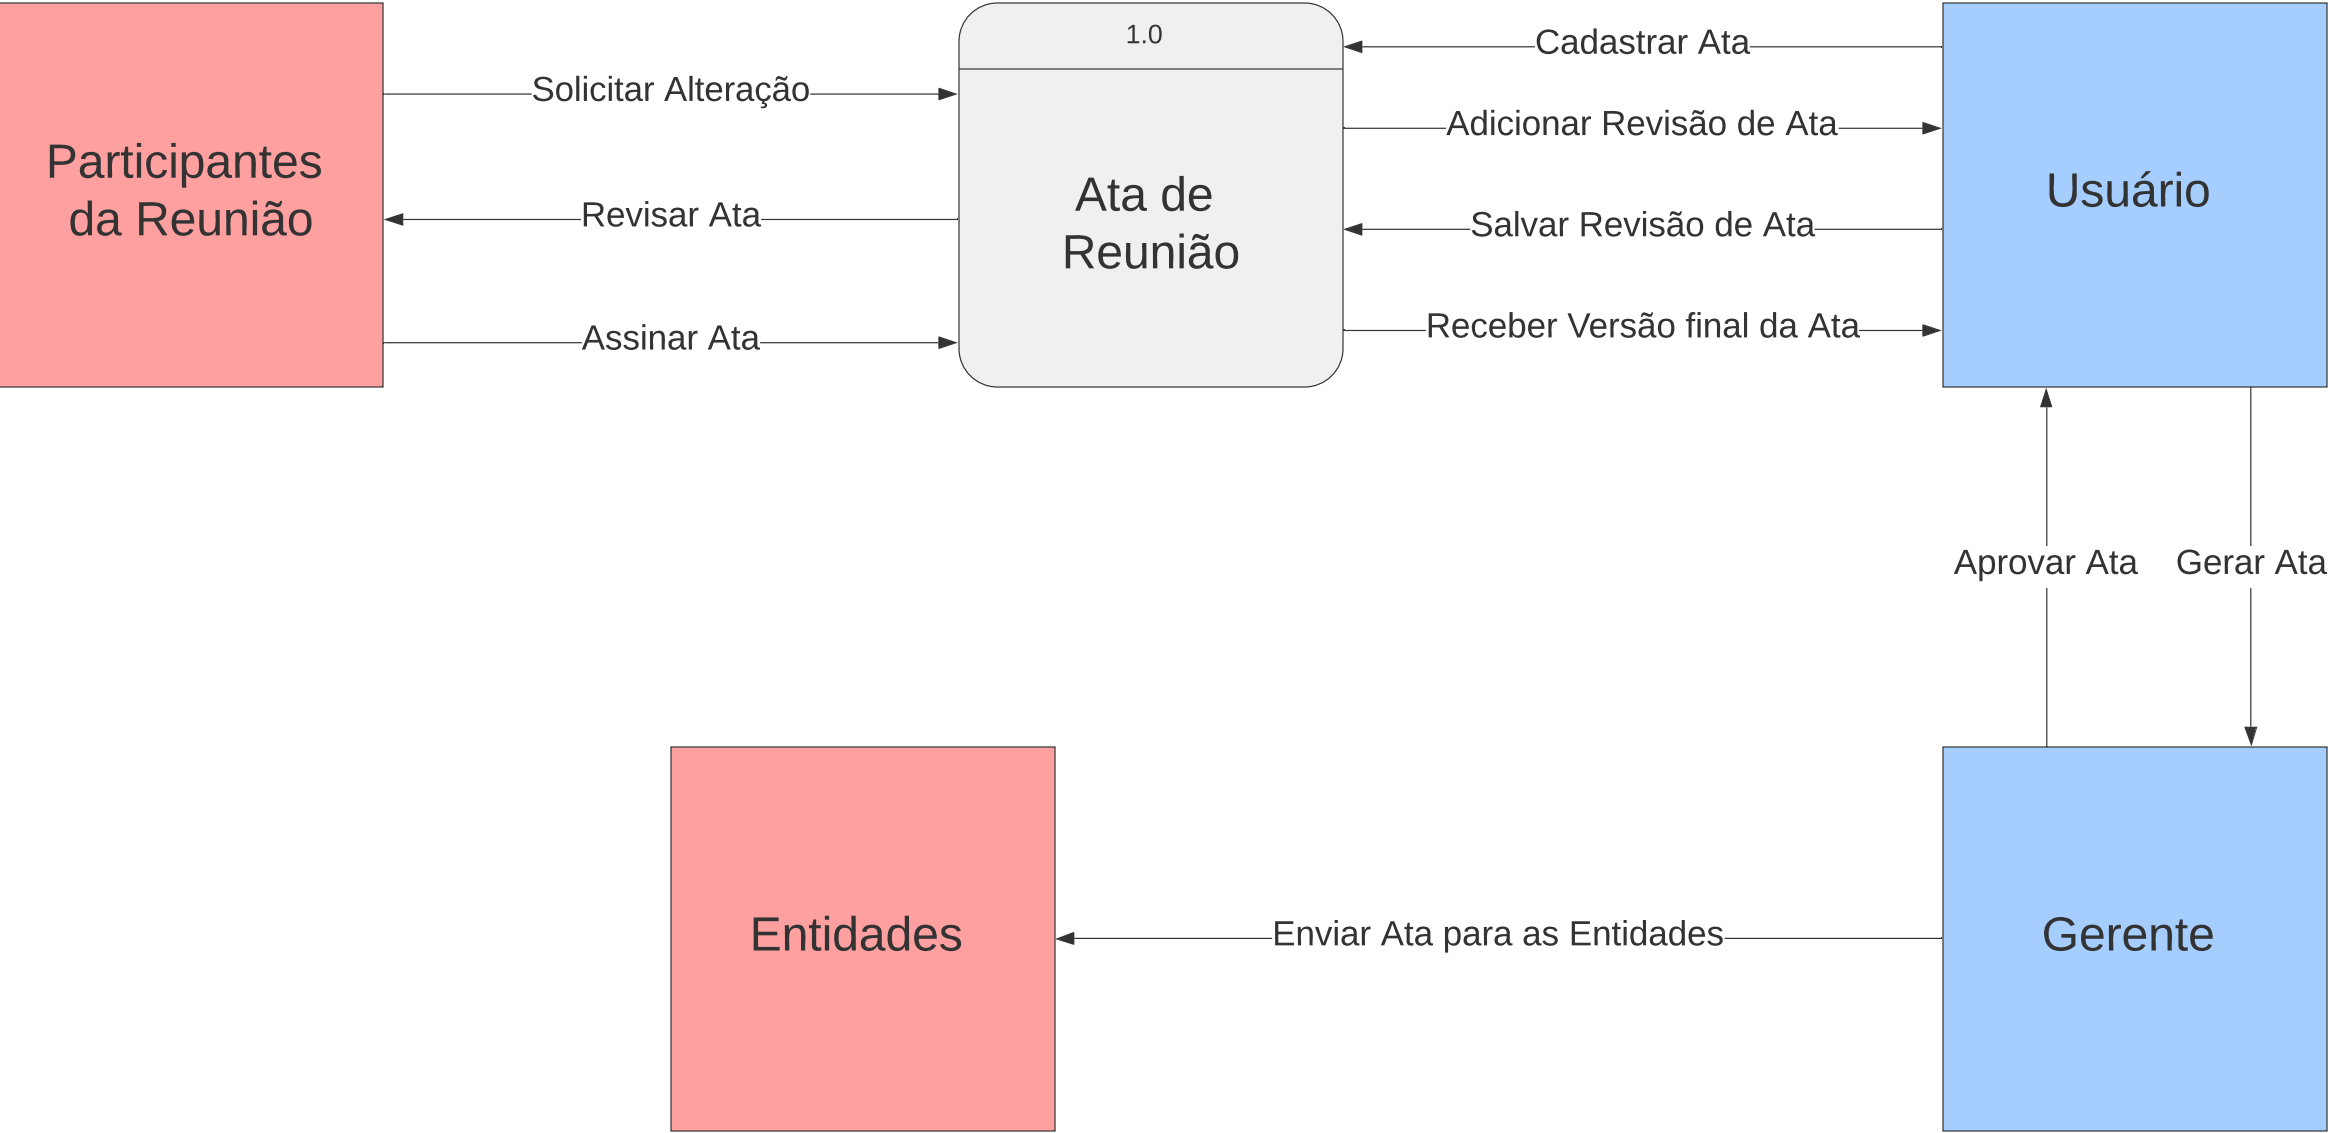 1.0
Cadastrar Ata
Solicitar Alteração
Adicionar Revisão de Ata
Participantes
da Reunião
Ata de
Reunião
Usuário
Revisar Ata
Salvar Revisão de Ata
Assinar Ata
Receber Versão final da Ata
Aprovar Ata
Gerar Ata
Entidades
Enviar Ata para as Entidades
Gerente